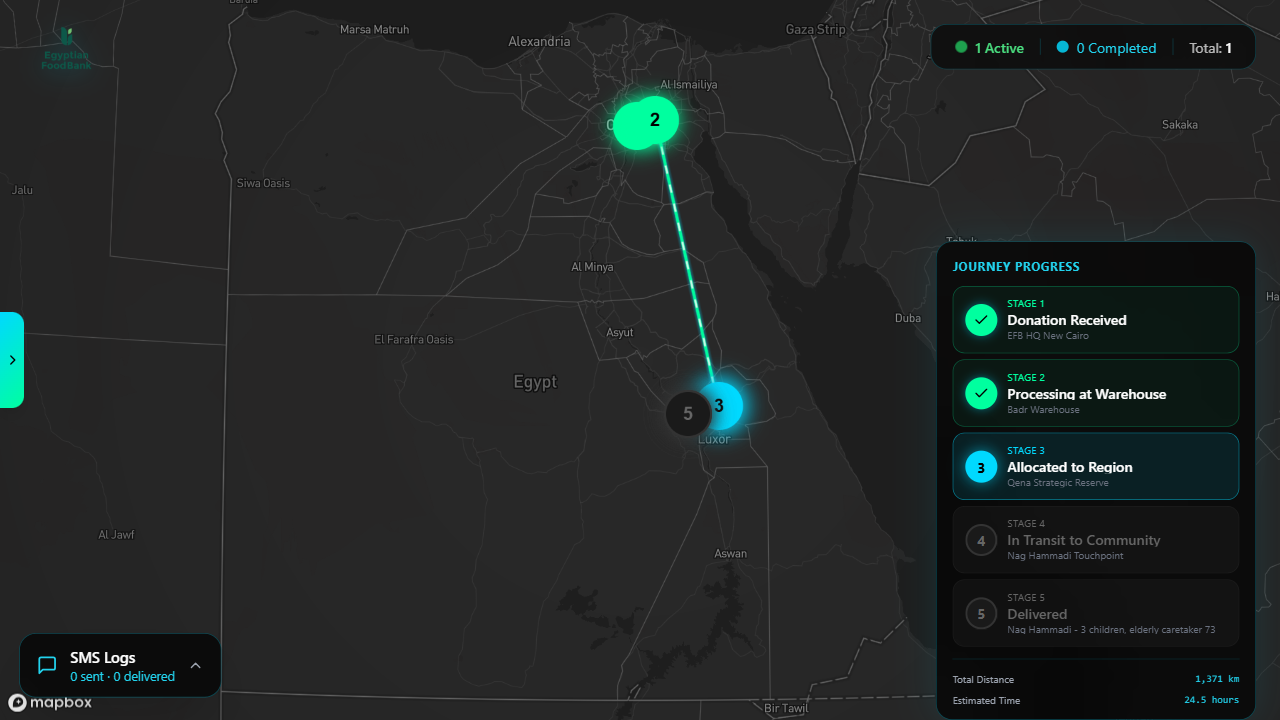 Marsa Matruh
Alexandria
Gaza Strip
Egyptian
FoodBank
1 Active
0 Completed
Total: 1
Al Ismailiya
2
Sakaka
Jalu
Siwa Oasis
JOURNEY PROGRESS
Al Minya
STAGE 1
Donation Received
EFB HQ New Cairo
Duba
Asyut
El Farafra Oasis
Egypt
STAGE 2
Processing at Warehouse
Badr Warehouse
5
3
Luxor
STAGE 3
3
Allocated to Region
Qena Strategic Reserve
Al Jawf
STAGE 4
4
In Transit to Community
Nag Hammadi Touchpoint
Aswan
STAGE 5
5
Delivered
Nag Hammadi - 3 children, elderly caretaker 73
SMS Logs
0 sent · 0 delivered
Total Distance
1,371 km
Estimated Time
24.5 hours
mapbox
Bir Tawil